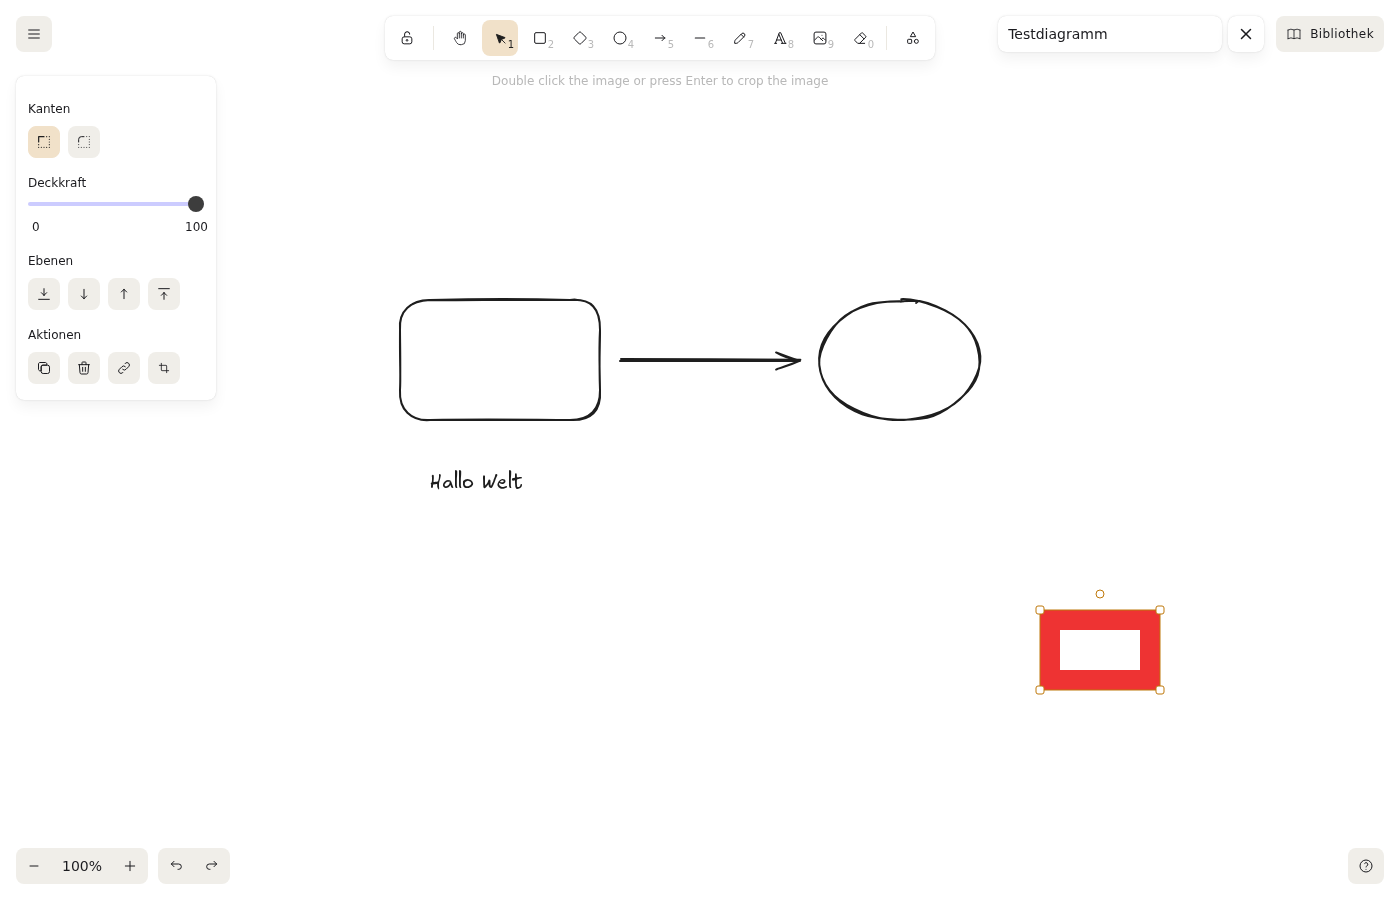 1
2
3
4
5
6
7
8
9
0
Testdiagramm
Bibliothek
Double click the image or press Enter to crop the image
Kanten
Deckkraft
0
100
Ebenen
Aktionen
Hallo Welt
100%